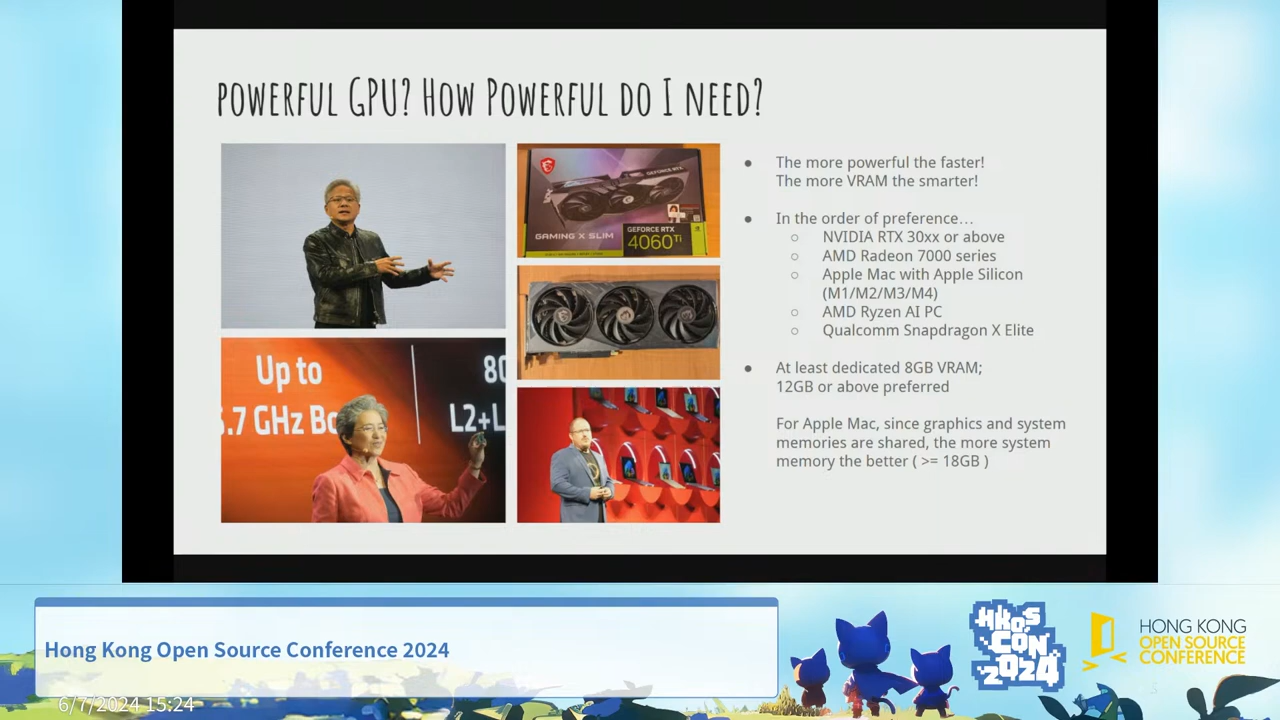 POWERFUL GPU? HOW POWERFUL DO I NEED?
GEFORCE RTX
GAMING X SLIM
GEFORCE RTX
4060Ti
Up to
.7 GHz Bo
80
L2+L
● The more powerful the faster!
The more VRAM the smarter!
● In the order of preference…
○ NVIDIA RTX 30xx or above
○ AMD Radeon 7000 series
○ Apple Mac with Apple Silicon
(M1/M2/M3/M4)
○ AMD Ryzen AI PC
○ Qualcomm Snapdragon X Elite
● At least dedicated 8GB VRAM;
12GB or above preferred
For Apple Mac, since graphics and system
memories are shared, the more system
memory the better ( >= 18GB )
Hong Kong Open Source Conference 2024
6/7/2024 15:24
HKOS
CON
2024
HONG KONG
OPEN SOURCE
CONFERENCE